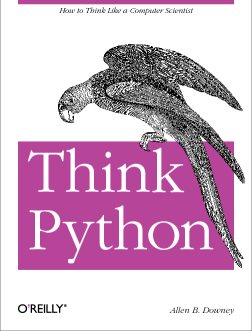 How to Think Like a Computer Scientist
Think
Python
O'REILLY®
Allen B. Downey